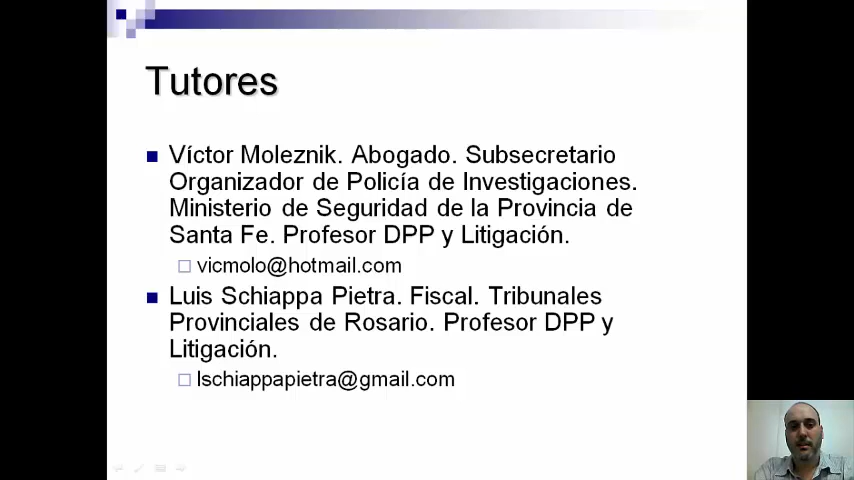 Tutores
Víctor Moleznik. Abogado. Subsecretario
Organizador de Policía de Investigaciones.
Ministerio de Seguridad de la Provincia de
Santa Fe. Profesor DPP y Litigación.
vicmolo@hotmail.com
Luis Schiappa Pietra. Fiscal. Tribunales
Provinciales de Rosario. Profesor DPP y
Litigación.
lschiappapietra@gmail.com